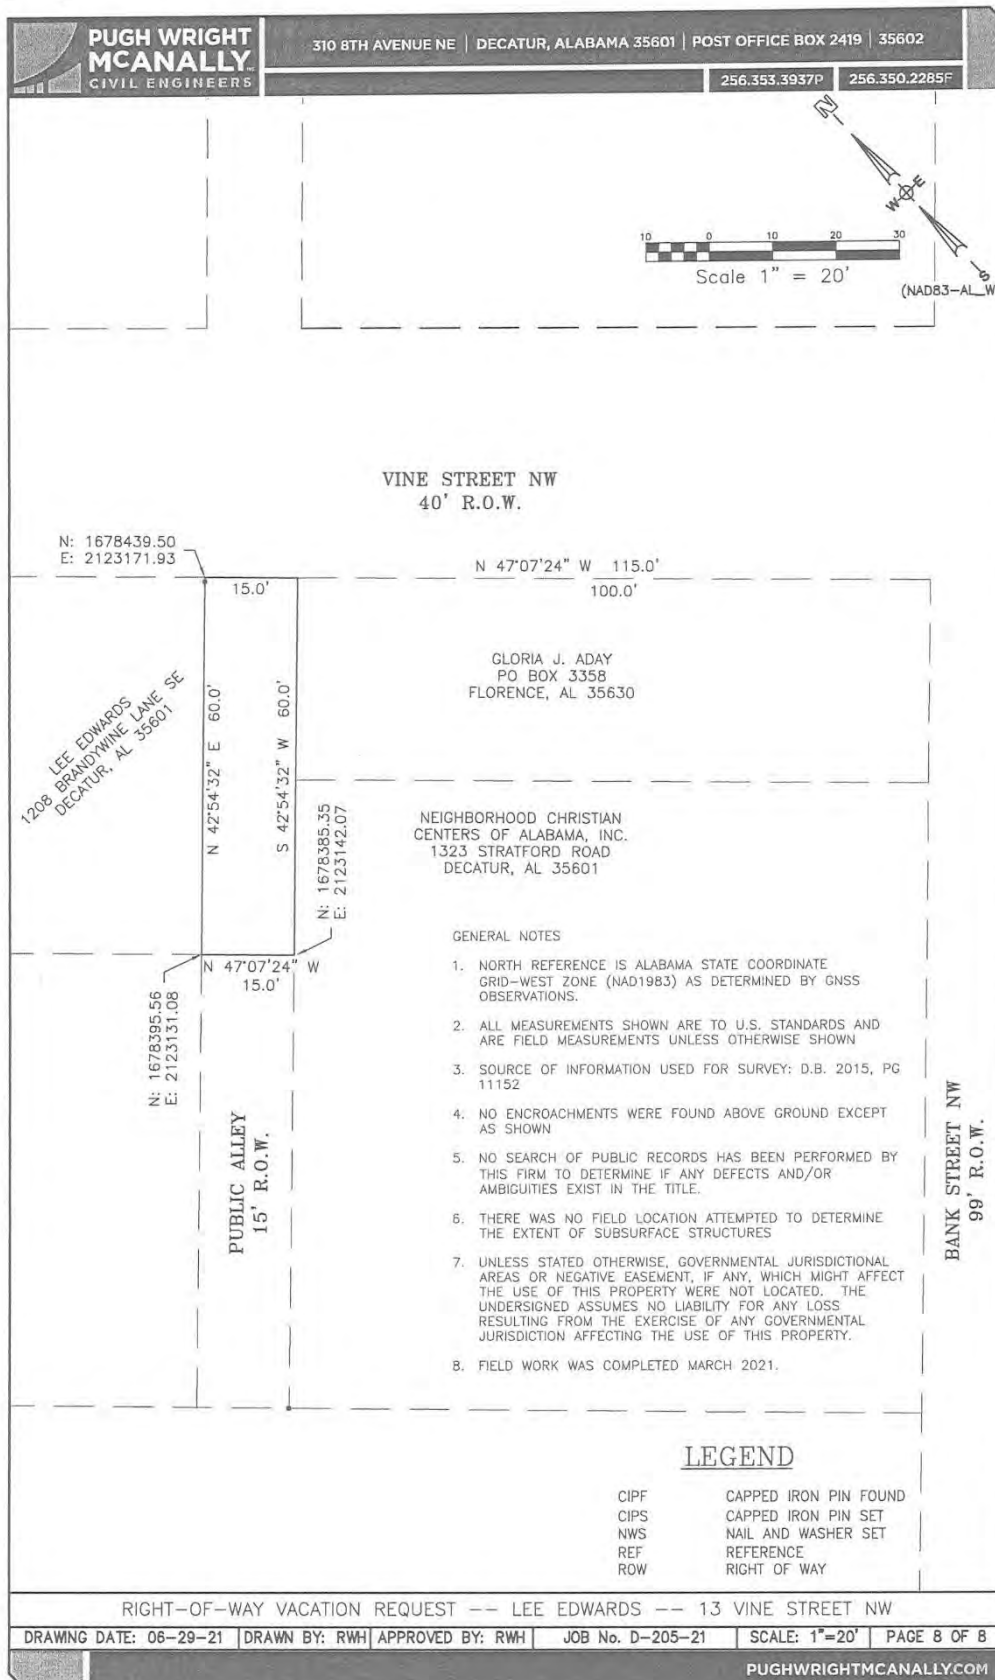 PUGH WRIGHT
MCANALLY INC
CIVIL ENGINEERS
310 8TH AVENUE NE | DECATUR, ALABAMA 35601 | POST OFFICE BOX 2419 | 35602
256.353.3937P
256.350.2285F
N
W
E
S
(NAD83-AL_W
10 0 10 20 30
Scale 1" = 20'
VINE STREET NW
40' R.O.W.
N: 1678439.50
E: 2123171.93
15.0'
N 47°07'24" W 115.0'
100.0'
GLORIA J. ADAY
PO BOX 3358
FLORENCE, AL 35630
LEE EDWARDS
1208 BRANDYWINE LANE SE
DECATUR, AL 35601
N 42°54'32" E 60.0'
S 42°54'32" W 60.0'
N: 1678385.35
E: 2123142.07
NEIGHBORHOOD CHRISTIAN
CENTERS OF ALABAMA, INC.
1323 STRATFORD ROAD
DECATUR, AL 35601
N 47°07'24" W
15.0'
N: 1678395.56
E: 2123131.08
PUBLIC ALLEY
15' R.O.W.
GENERAL NOTES
1. NORTH REFERENCE IS ALABAMA STATE COORDINATE
GRID-WEST ZONE (NAD1983) AS DETERMINED BY GNSS
OBSERVATIONS.
2. ALL MEASUREMENTS SHOWN ARE TO U.S. STANDARDS AND
ARE FIELD MEASUREMENTS UNLESS OTHERWISE SHOWN
3. SOURCE OF INFORMATION USED FOR SURVEY: D.B. 2015, PG
11152
4. NO ENCROACHMENTS WERE FOUND ABOVE GROUND EXCEPT
AS SHOWN
5. NO SEARCH OF PUBLIC RECORDS HAS BEEN PERFORMED BY
THIS FIRM TO DETERMINE IF ANY DEFECTS AND/OR
AMBIGUITIES EXIST IN THE TITLE.
6. THERE WAS NO FIELD LOCATION ATTEMPTED TO DETERMINE
THE EXTENT OF SUBSURFACE STRUCTURES
7. UNLESS STATED OTHERWISE, GOVERNMENTAL JURISDICTIONAL
AREAS OR NEGATIVE EASEMENT, IF ANY, WHICH MIGHT AFFECT
THE USE OF THIS PROPERTY WERE NOT LOCATED. THE
UNDERSIGNED ASSUMES NO LIABILITY FOR ANY LOSS
RESULTING FROM THE EXERCISE OF ANY GOVERNMENTAL
JURISDICTION AFFECTING THE USE OF THIS PROPERTY.
8. FIELD WORK WAS COMPLETED MARCH 2021.
BANK STREET NW
99' R.O.W.
LEGEND
CIPF CAPPED IRON PIN FOUND
CIPS CAPPED IRON PIN SET
NWS NAIL AND WASHER SET
REF REFERENCE
ROW RIGHT OF WAY
RIGHT-OF-WAY VACATION REQUEST -- LEE EDWARDS -- 13 VINE STREET NW
DRAWING DATE: 06-29-21 | DRAWN BY: RWH | APPROVED BY: RWH | JOB No. D-205-21 | SCALE: 1"=20' | PAGE 8 OF 8
PUGHWRIGHTMCANALLY.COM